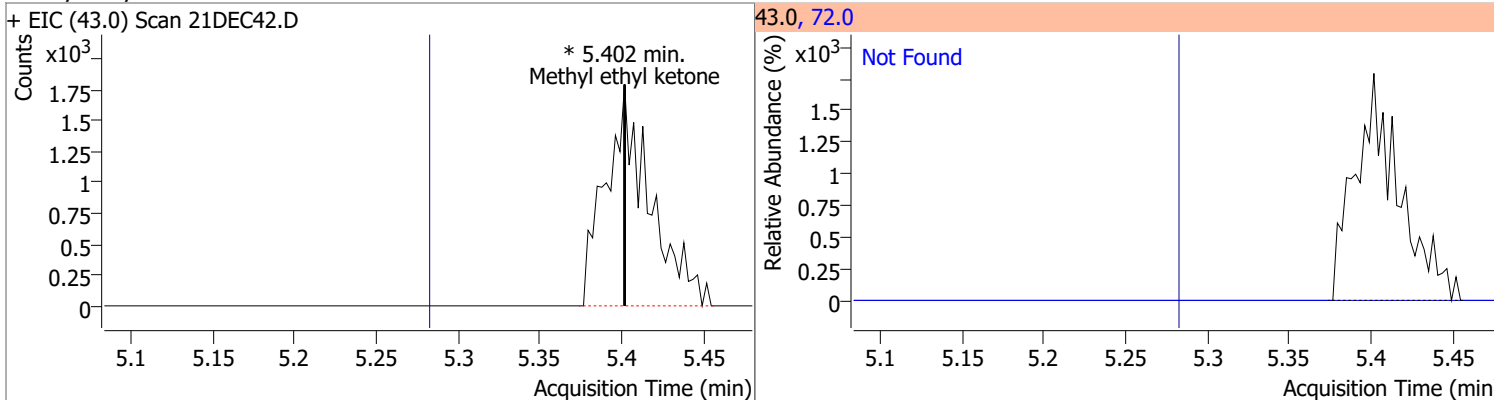 + EIC (43.0) Scan 21DEC42.D
Counts
x10³
* 5.402 min.
Methyl ethyl ketone
1.75
1.5
1.25
1
0.75
0.5
0.25
0
5.1 5.15 5.2 5.25 5.3 5.35 5.4 5.45
Acquisition Time (min)
43.0, 72.0
Relative Abundance (%)
x10³
Not Found
1.5
1.25
1
0.75
0.5
0.25
0
5.1 5.15 5.2 5.25 5.3 5.35 5.4 5.45
Acquisition Time (min